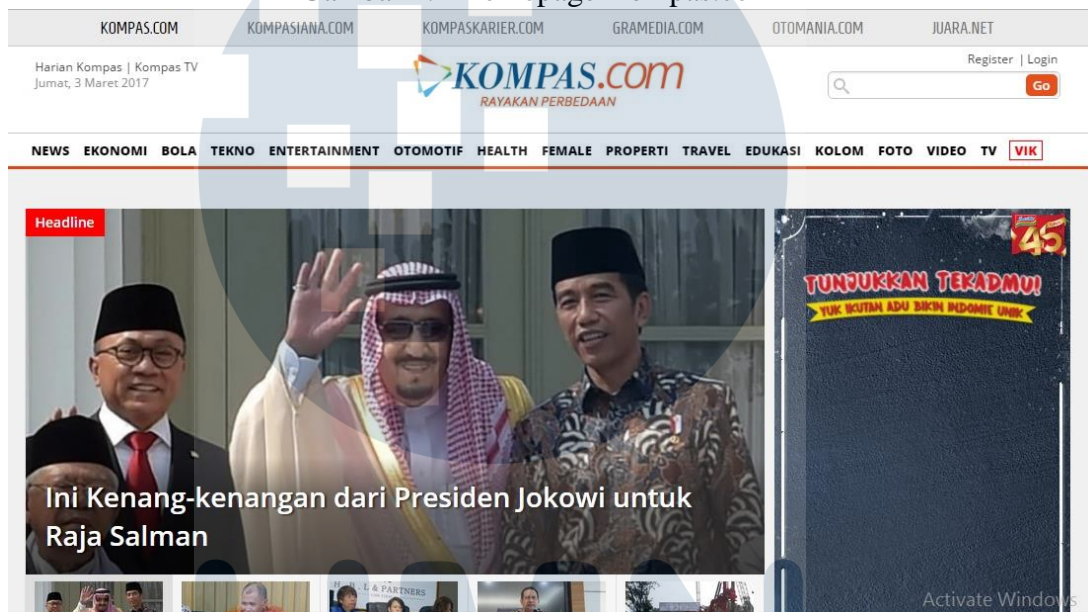 KOMPAS.COM KOMPASIANA.COM KOMPASKARIER.COM GRAMEDIA.COM OTOMANIA.COM JUARA.NET
Harian Kompas | Kompas TV
Jumat, 3 Maret 2017
KOMPAS.com
RAYAKAN PERBEDAAN
Register | Login
Go
NEWS EKONOMI BOLA TEKNO ENTERTAINMENT OTOMOTIF HEALTH FEMALE PROPERTI TRAVEL EDUKASI KOLOM FOTO VIDEO TV VIK
Headline
Ini Kenang-kenangan dari Presiden Jokowi untuk
Raja Salman
45
TUNJUKKAN TEKADMU!
YUK IKUTAN ADU BIKIN INDOMIE UNIK
& PARTNERS
Activate Windows